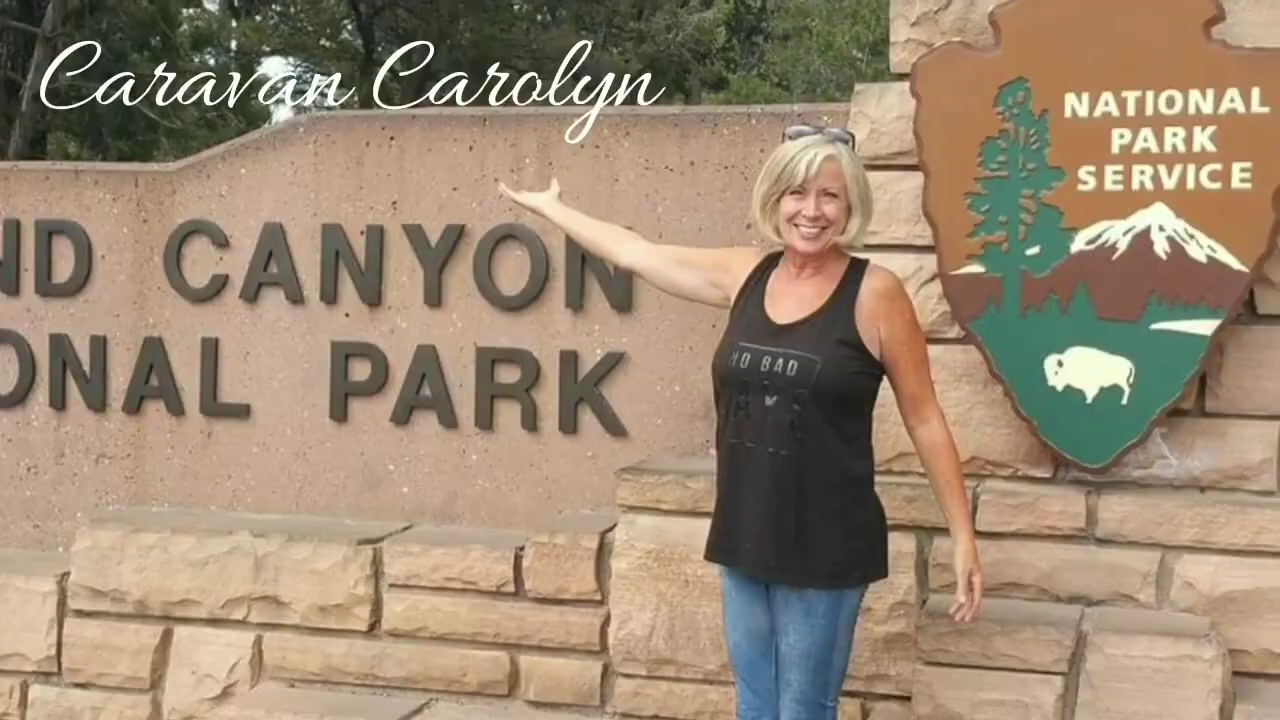 Caravan Carolyn
ND CANYON
ONAL PARK
NATIONAL
PARK
SERVICE
NO BAD